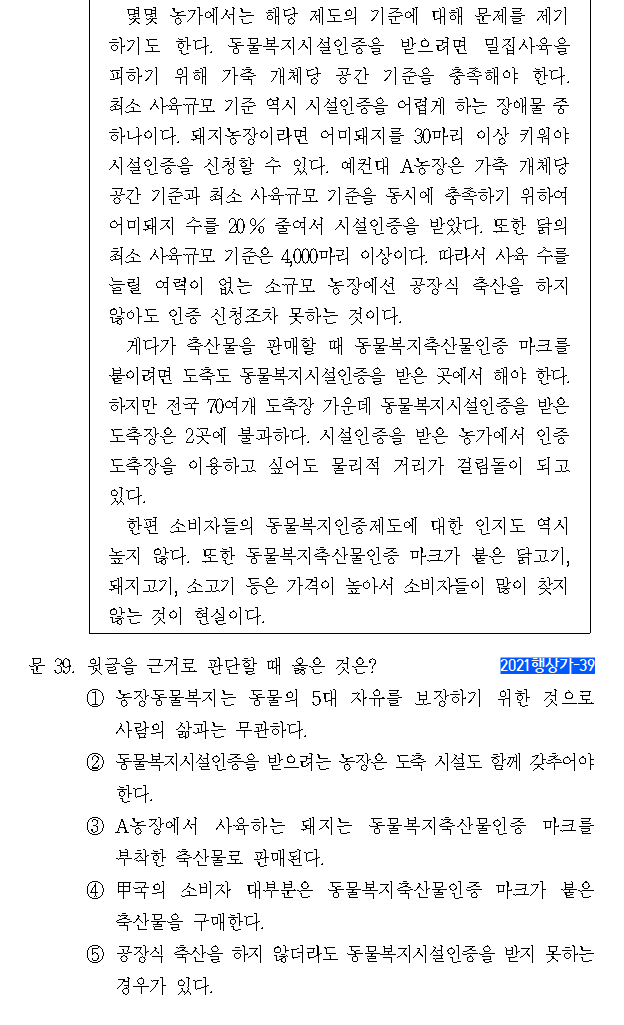 몇몇 농가에서는 해당 제도의 기준에 대해 문제를 제기
하기도 한다. 동물복지시설인증을 받으려면 밀집사육을
피하기 위해 가축 개체당 공간 기준을 충족해야 한다.
최소 사육규모 기준 역시 시설인증을 어렵게 하는 장애물 중
하나이다. 돼지농장이라면 어미돼지를 30마리 이상 키워야
시설인증을 신청할 수 있다. 예컨대 A농장은 가축 개체당
공간 기준과 최소 사육규모 기준을 동시에 충족하기 위하여
어미돼지 수를 20% 줄여서 시설인증을 받았다. 또한 닭의
최소 사육규모 기준은 4,000마리 이상이다. 따라서 사육 수를
늘릴 여력이 없는 소규모 농장에선 공장식 축산을 하지
않아도 인증 신청조차 못하는 것이다.
게다가 축산물을 판매할 때 동물복지축산물인증 마크를
붙이려면 도축도 동물복지시설인증을 받은 곳에서 해야 한다.
하지만 전국 70여개 도축장 가운데 동물복지시설인증을 받은
도축장은 2곳에 불과하다. 시설인증을 받은 농가에서 인증
도축장을 이용하고 싶어도 물리적 거리가 걸림돌이 되고
있다.
한편 소비자들의 동물복지인증제도에 대한 인지도 역시
높지 않다. 또한 동물복지축산물인증 마크가 붙은 닭고기,
돼지고기, 소고기 등은 가격이 높아서 소비자들이 많이 찾지
않는 것이 현실이다.
문 39. 윗글을 근거로 판단할 때 옳은 것은? 2021행상가-39
① 농장동물복지는 동물의 5대 자유를 보장하기 위한 것으로
사람의 삶과는 무관하다.
② 동물복지시설인증을 받으려는 농장은 도축 시설도 함께 갖추어야
한다.
③ A농장에서 사육하는 돼지는 동물복지축산물인증 마크를
부착한 축산물로 판매된다.
④ 甲국의 소비자 대부분은 동물복지축산물인증 마크가 붙은
축산물을 구매한다.
⑤ 공장식 축산을 하지 않더라도 동물복지시설인증을 받지 못하는
경우가 있다.